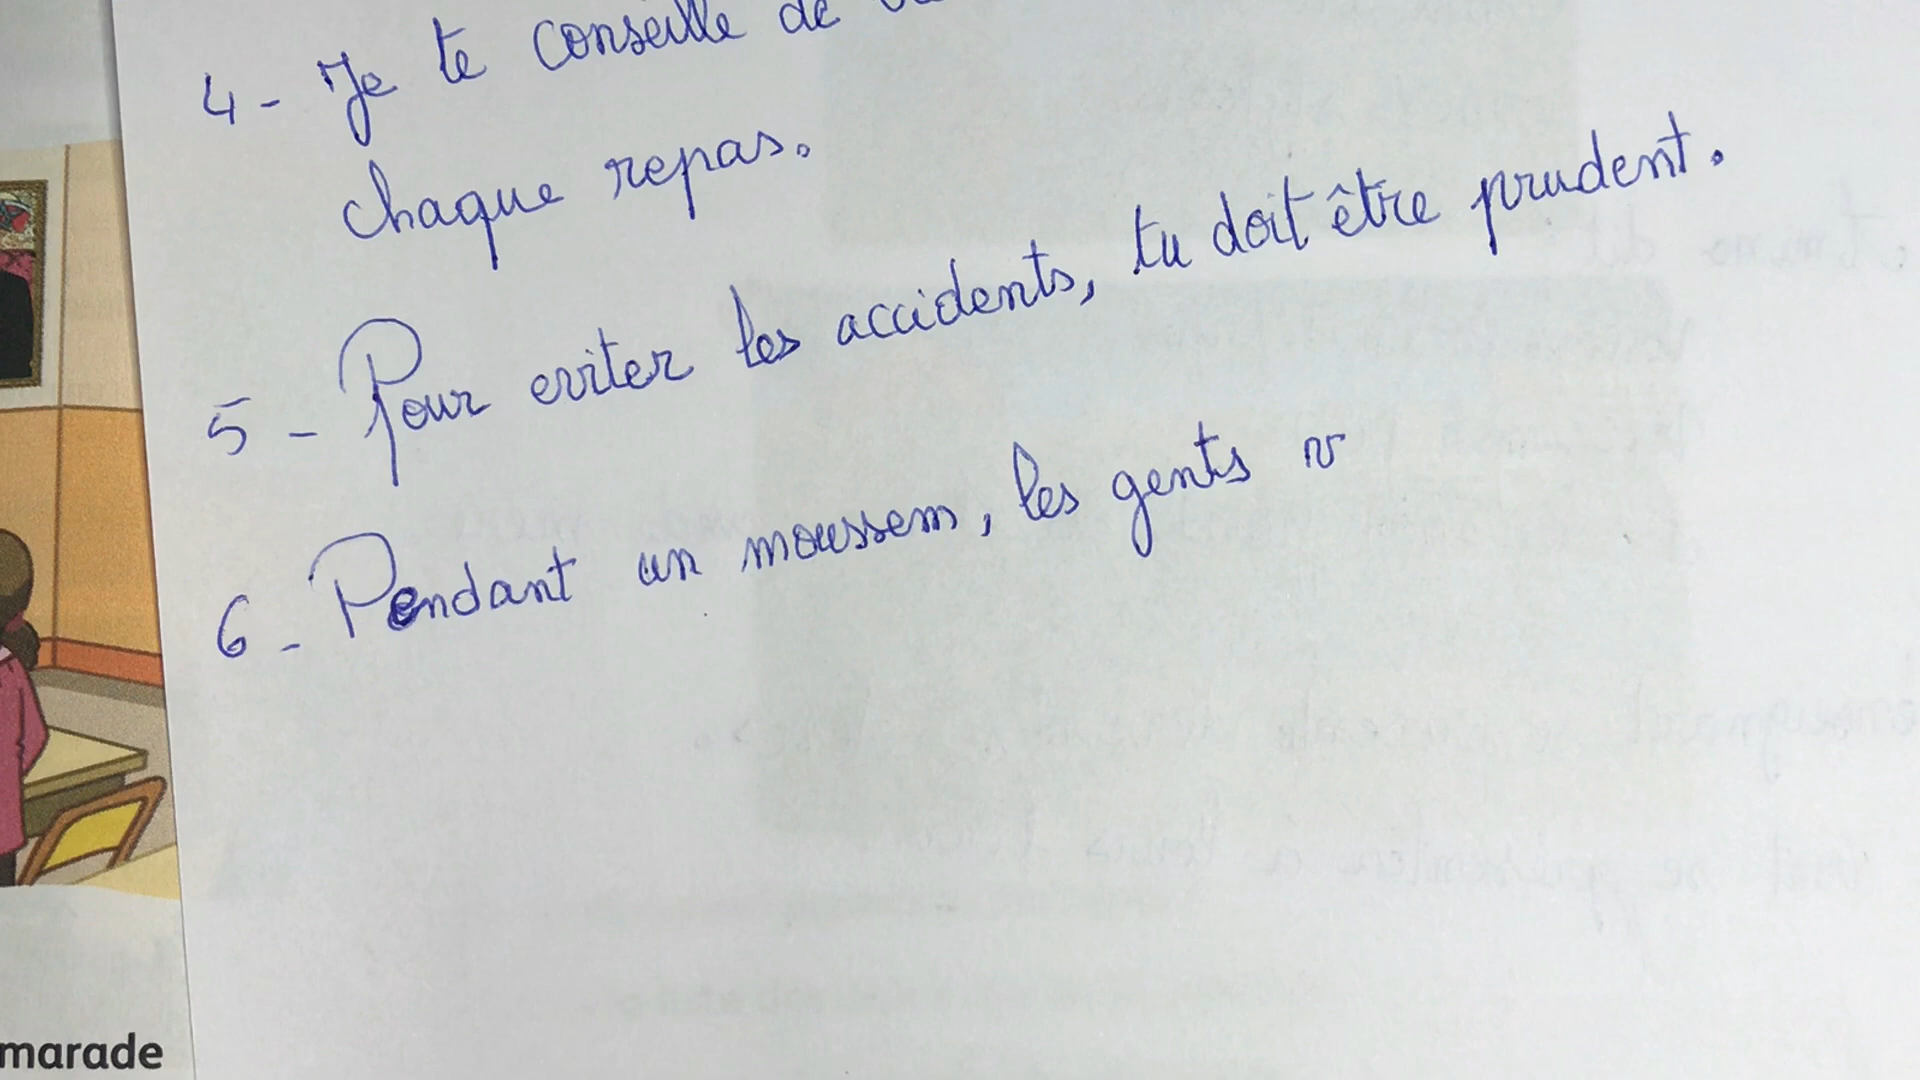 4- Je te conseille de
chaque repas.
5- Pour eviter les accidents, tu doit être prudent.
6- Pendant un moussem, les gents v
marade